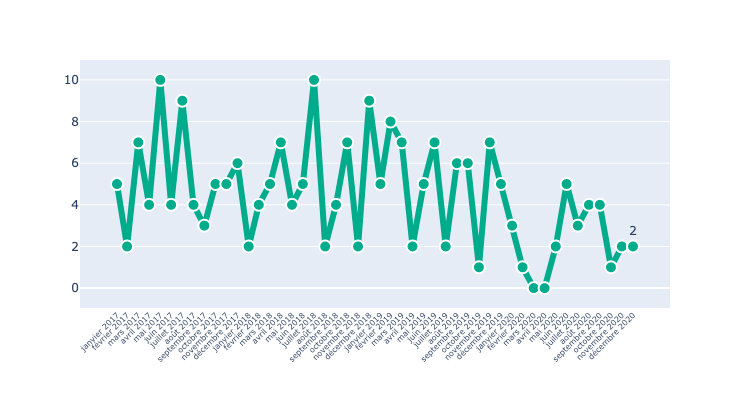 10
8
6
4
2
0
2
janvier 2017
février 2017
mars 2017
avril 2017
mai 2017
juin 2017
juillet 2017
août 2017
septembre 2017
octobre 2017
novembre 2017
décembre 2017
janvier 2018
février 2018
mars 2018
avril 2018
mai 2018
juin 2018
juillet 2018
août 2018
septembre 2018
octobre 2018
novembre 2018
décembre 2018
janvier 2019
février 2019
mars 2019
avril 2019
mai 2019
juin 2019
juillet 2019
août 2019
septembre 2019
octobre 2019
novembre 2019
décembre 2019
janvier 2020
février 2020
mars 2020
avril 2020
mai 2020
juin 2020
juillet 2020
août 2020
septembre 2020
octobre 2020
novembre 2020
décembre 2020